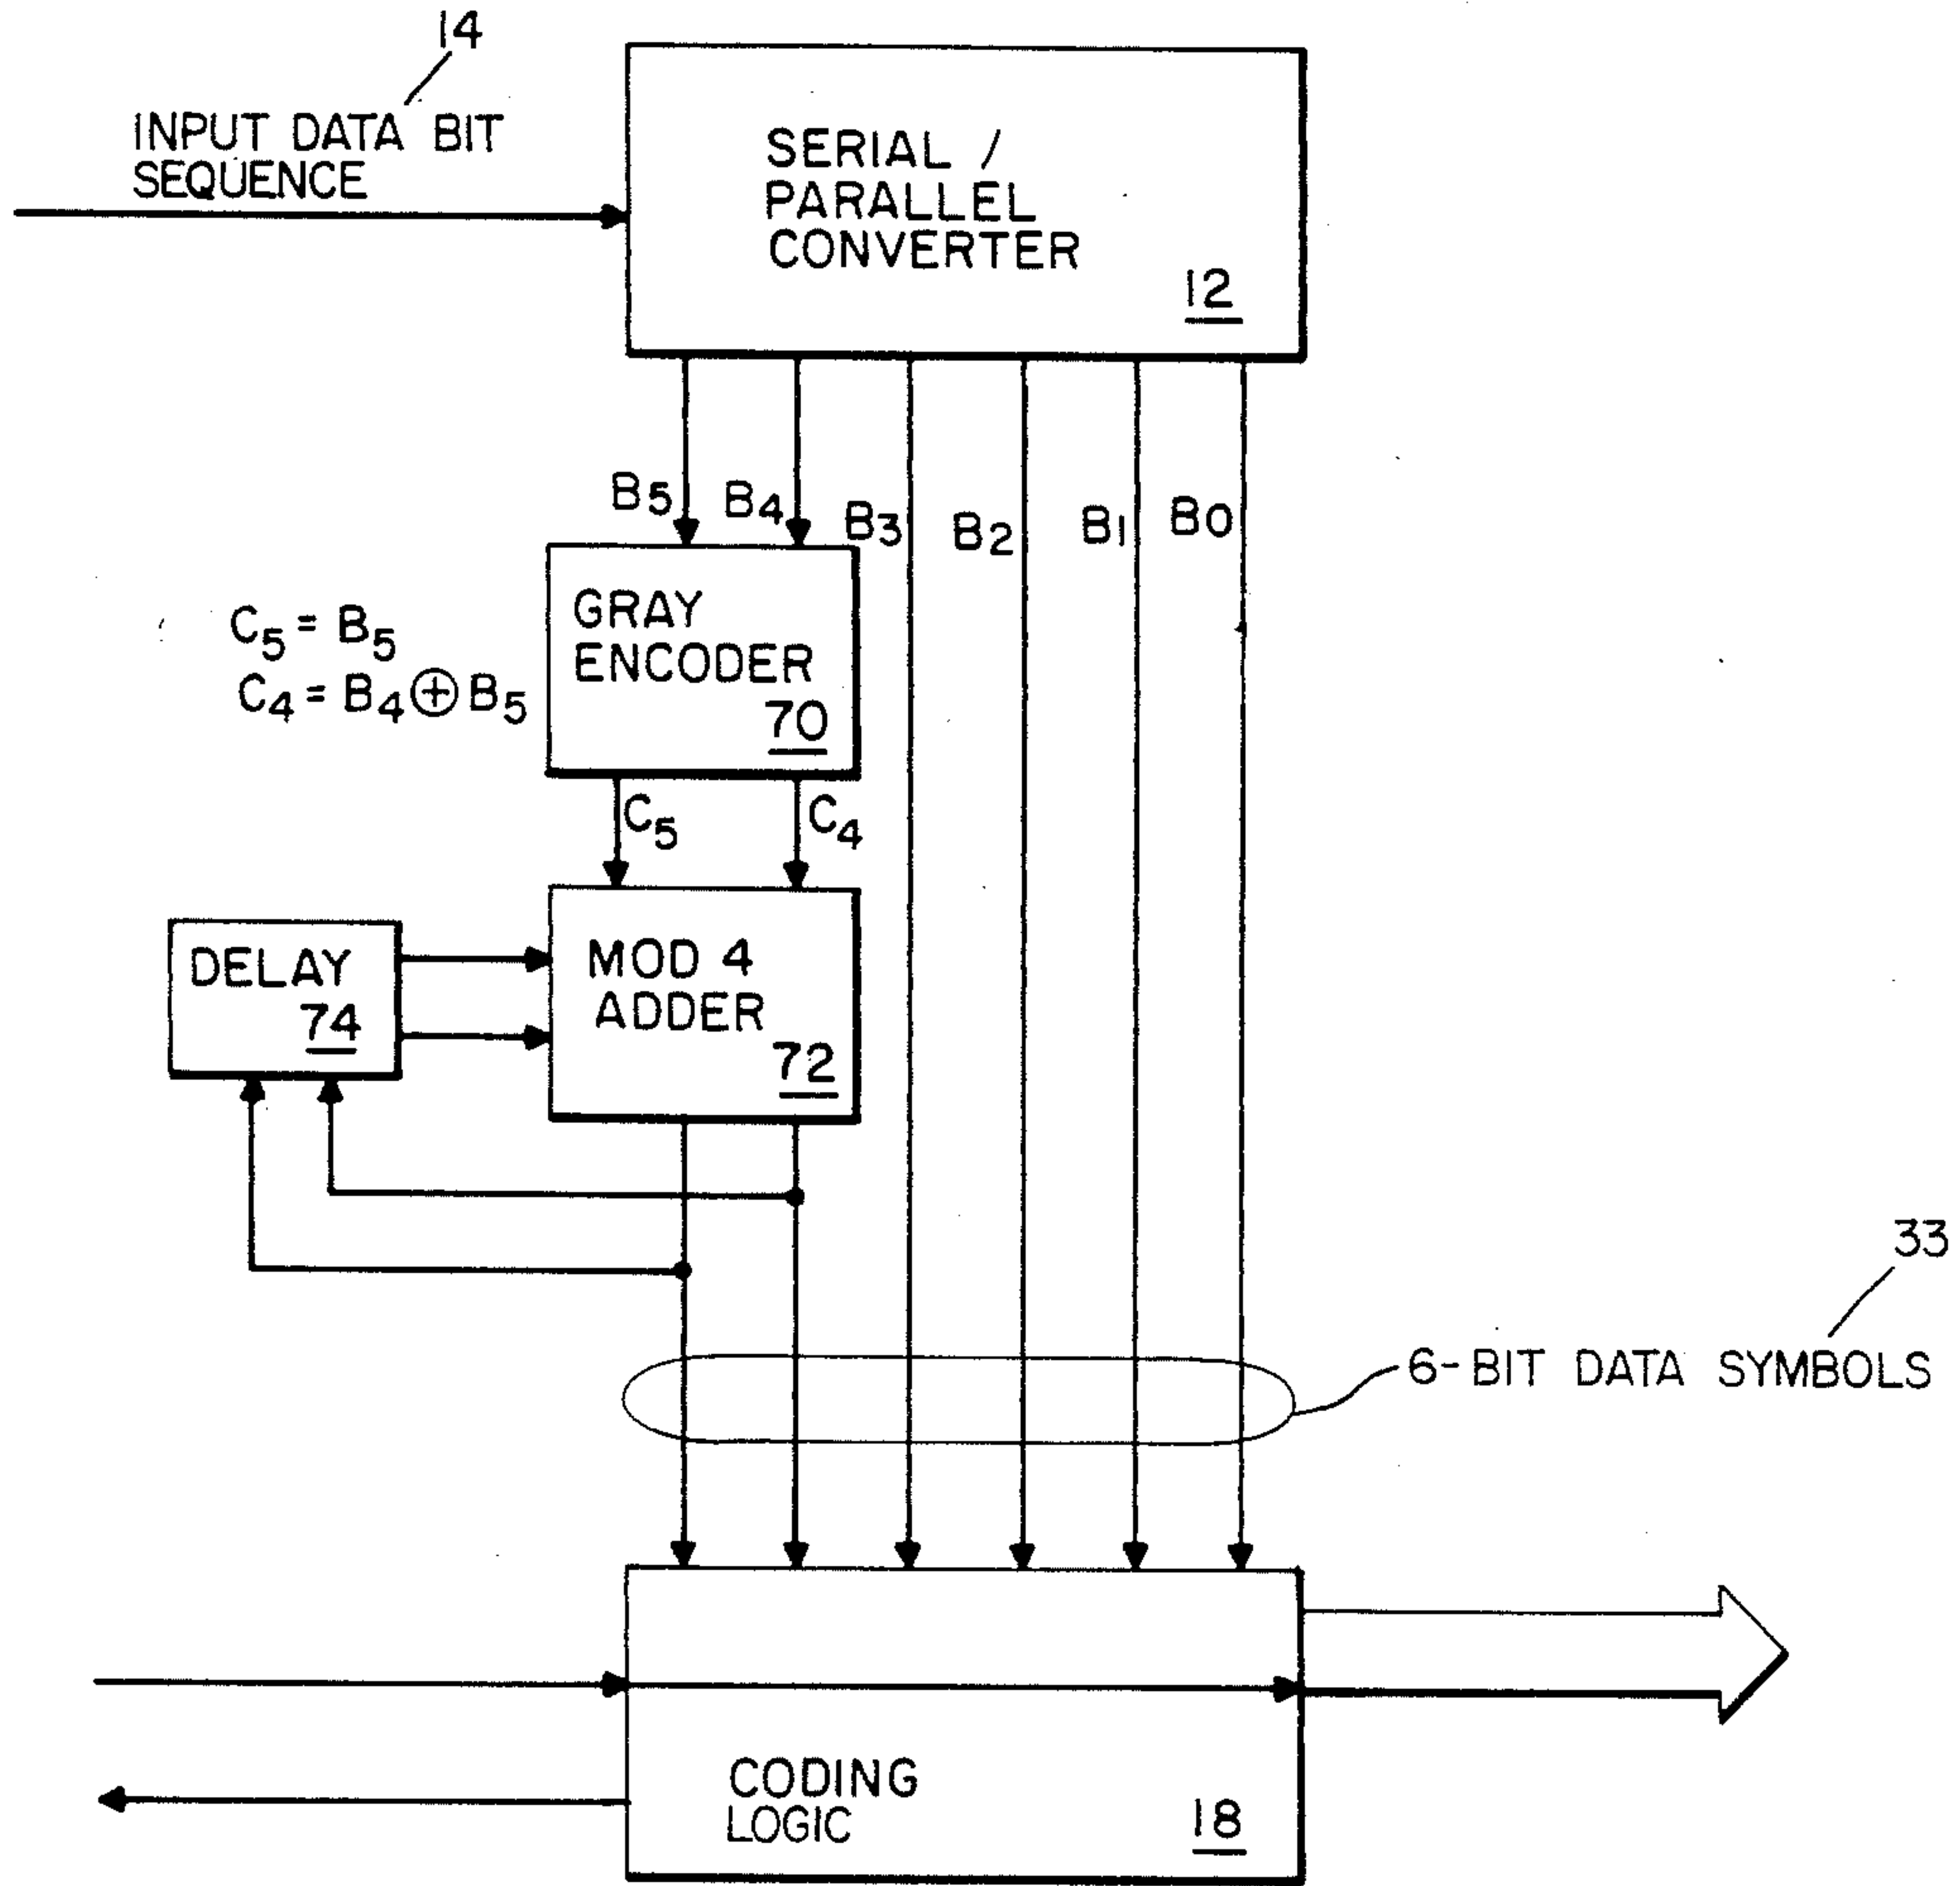 14
INPUT DATA BIT
SEQUENCE
SERIAL /
PARALLEL
CONVERTER
12
B5
B4
B3
B2
B1
B0
C5 = B5
C4 = B4 ⊕ B5
GRAY
ENCODER
70
C5
C4
DELAY
74
MOD 4
ADDER
72
33
6-BIT DATA SYMBOLS
CODING
LOGIC
18